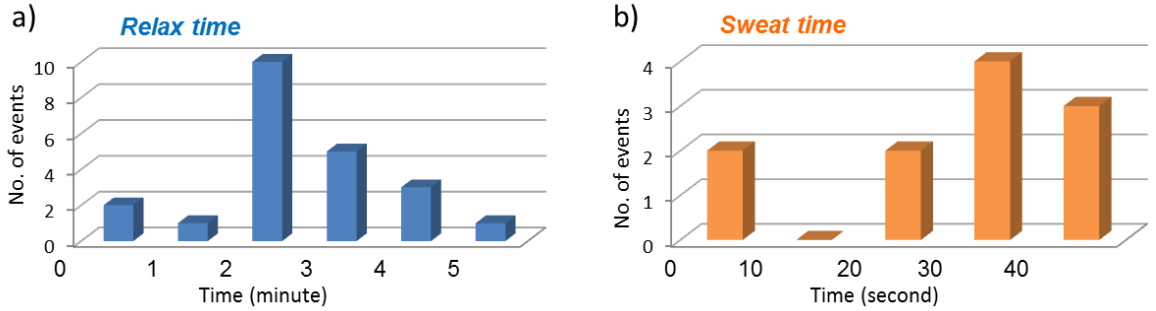 a)
Relax time
No. of events
10
8
6
4
2
0
0 1 2 3 4 5
Time (minute)
b)
Sweat time
No. of events
4
3
2
1
0
0 10 20 30 40
Time (second)